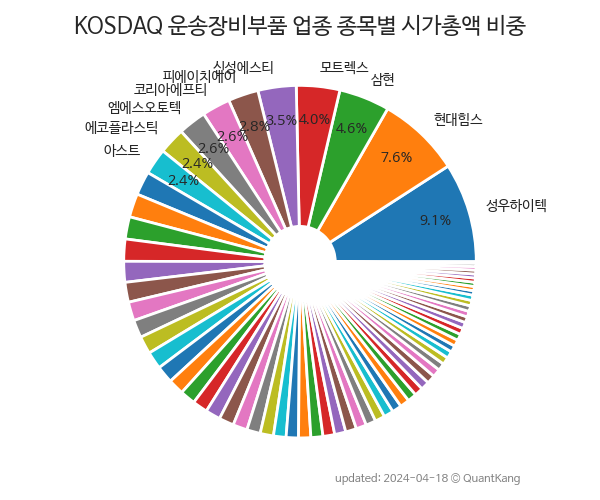 KOSDAQ 운송장비부품 업종 종목별 시가총액 비중
성우하이텍
9.1%
현대힘스
7.6%
삼현
4.6%
모트렉스
4.0%
신성에스티
3.5%
피에이치에이
2.8%
코리아에프티
2.6%
엠에스오토텍
2.6%
에코플라스틱
2.4%
아스트
2.4%
updated: 2024-04-18 © QuantKang